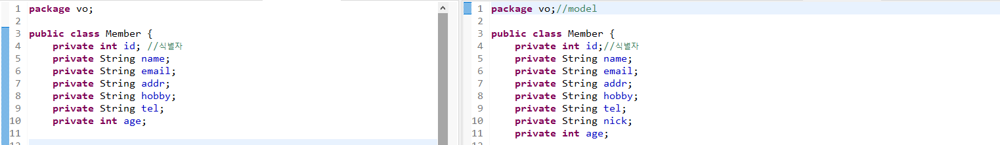 1 package vo;
2
3 public class Member {
4 private int id; //식별자
5 private String name;
6 private String email;
7 private String addr;
8 private String hobby;
9 private String tel;
10 private int age;
11
1 package vo;//model
2
3 public class Member {
4 private int id;//식별자
5 private String name;
6 private String email;
7 private String addr;
8 private String hobby;
9 private String tel;
10 private String nick;
11 private int age;